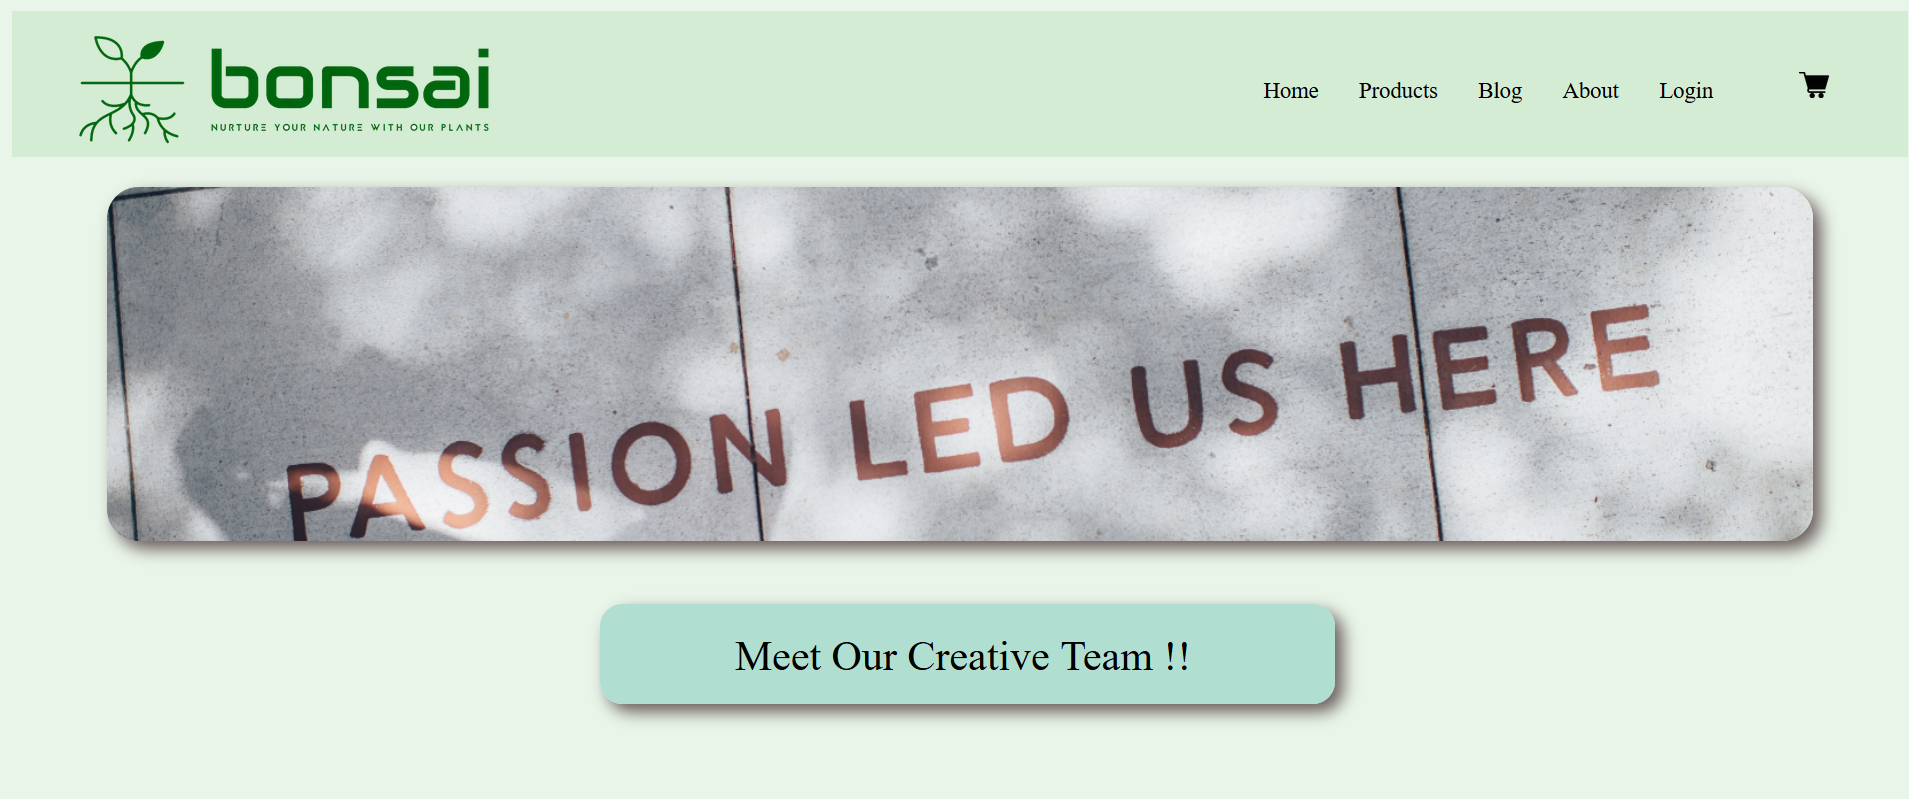 bonsai
NURTURE YOUR NATURE WITH OUR PLANTS
Home Products Blog About Login
PASSION LED US HERE
Meet Our Creative Team !!